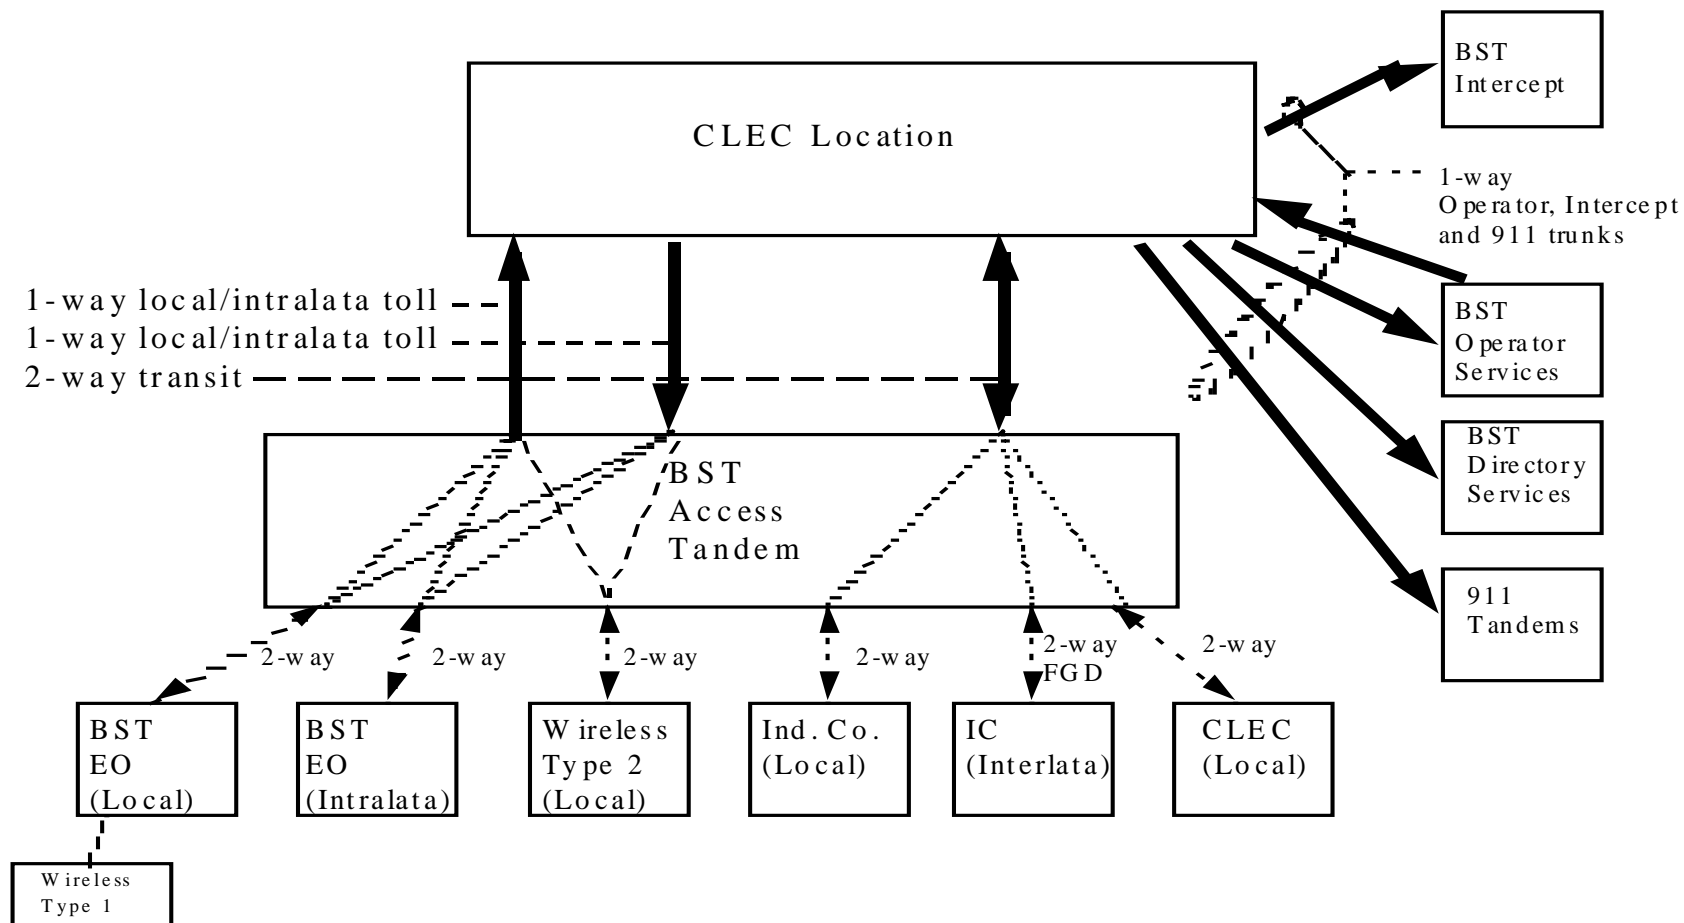 BST
Intercept
CLEC Location
1-way
Operator, Intercept
and 911 trunks
1-way local/intralata toll
1-way local/intralata toll
2-way transit
BST
Operator
Services
BST
Directory
Services
BST
Access
Tandem
911
Tandems
2-way
2-way
2-way
2-way
2-way
FGD
2-way
BST
EO
(Local)
BST
EO
(Intralata)
Wireless
Type 2
(Local)
Ind. Co.
(Local)
IC
(Interlata)
CLEC
(Local)
Wireless
Type 1